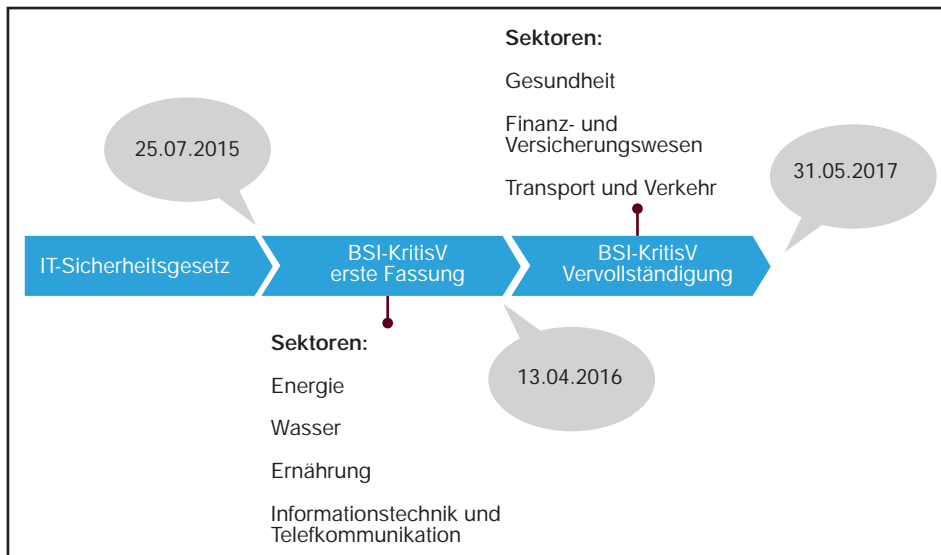 Sektoren:
Gesundheit
Finanz- und
Versicherungswesen
Transport und Verkehr
25.07.2015
31.05.2017
IT-Sicherheitsgesetz
BSI-KritisV
erste Fassung
BSI-KritisV
Vervollständigung
Sektoren:
Energie
Wasser
Ernährung
Informationstechnik und
Telefkommunikation
13.04.2016